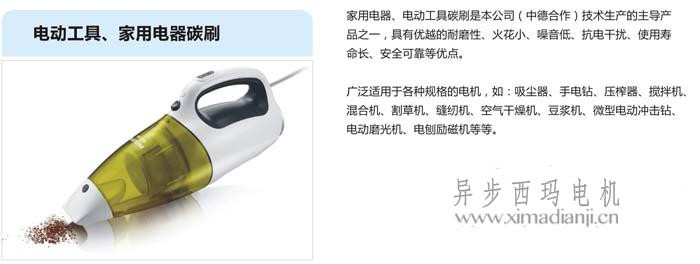 电动工具、家用电器碳刷
家用电器、电动工具碳刷是本公司（中德合作）技术生产的主导产
品之一，具有优越的耐磨性、火花小、噪音低、抗电干扰、使用寿
命长、安全可靠等优点。
广泛适用于各种规格的电机，如：吸尘器、手电钻、压榨器、搅拌机、
混合机、割草机、缝纫机、空气干燥机、豆浆机、微型电动冲击钻、
电动磨光机、电刨励磁机等等。
异步西玛电机
www.ximadianji.cn